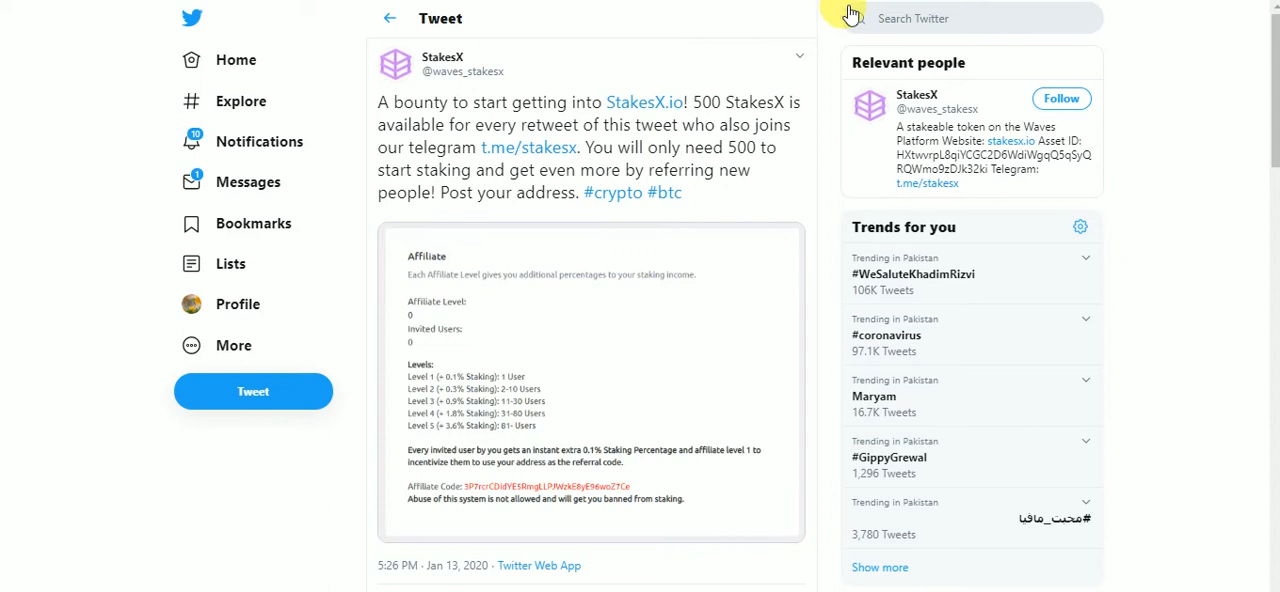 Home
Explore
10
Notifications
1
Messages
Bookmarks
Lists
Profile
More
Tweet
Tweet
StakesX
@waves_stakesx
A bounty to start getting into StakesX.io! 500 StakesX is
available for every retweet of this tweet who also joins
our telegram t.me/stakesx. You will only need 500 to
start staking and get even more by referring new
people! Post your address. #crypto #btc
Affiliate
Each Affiliate Level gives you additional percentages to your staking income.
Affiliate Level:
0
Invited Users:
0
Levels:
Level 1 (+ 0.1% Staking): 1 User
Level 2 (+ 0.3% Staking): 2-10 Users
Level 3 (+ 0.9% Staking): 11-30 Users
Level 4 (+ 1.8% Staking): 31-80 Users
Level 5 (+ 3.6% Staking): 81- Users
Every invited user by you gets an instant extra 0.1% Staking Percentage and affiliate level 1 to
incentivize them to use your address as the referral code.
Affiliate Code: 3P7rcrCDidYE5RmgLLPJWzkE8yE96woZ7Ce
Abuse of this system is not allowed and will get you banned from staking.
5:26 PM · Jan 13, 2020 · Twitter Web App
Search Twitter
Relevant people
StakesX
@waves_stakesx
Follow
A stakeable token on the Waves
Platform Website: stakesx.io Asset ID:
HXtwvrpL8qiYCGC2D6WdiWgqQ5qSyQ
RQWmo9zDJk32ki Telegram:
t.me/stakesx
Trends for you
Trending in Pakistan
#WeSaluteKhadimRizvi
106K Tweets
Trending in Pakistan
#coronavirus
97.1K Tweets
Trending in Pakistan
Maryam
16.7K Tweets
Trending in Pakistan
#GippyGrewal
1,296 Tweets
Trending in Pakistan
#محبت_مافیا
3,780 Tweets
Show more